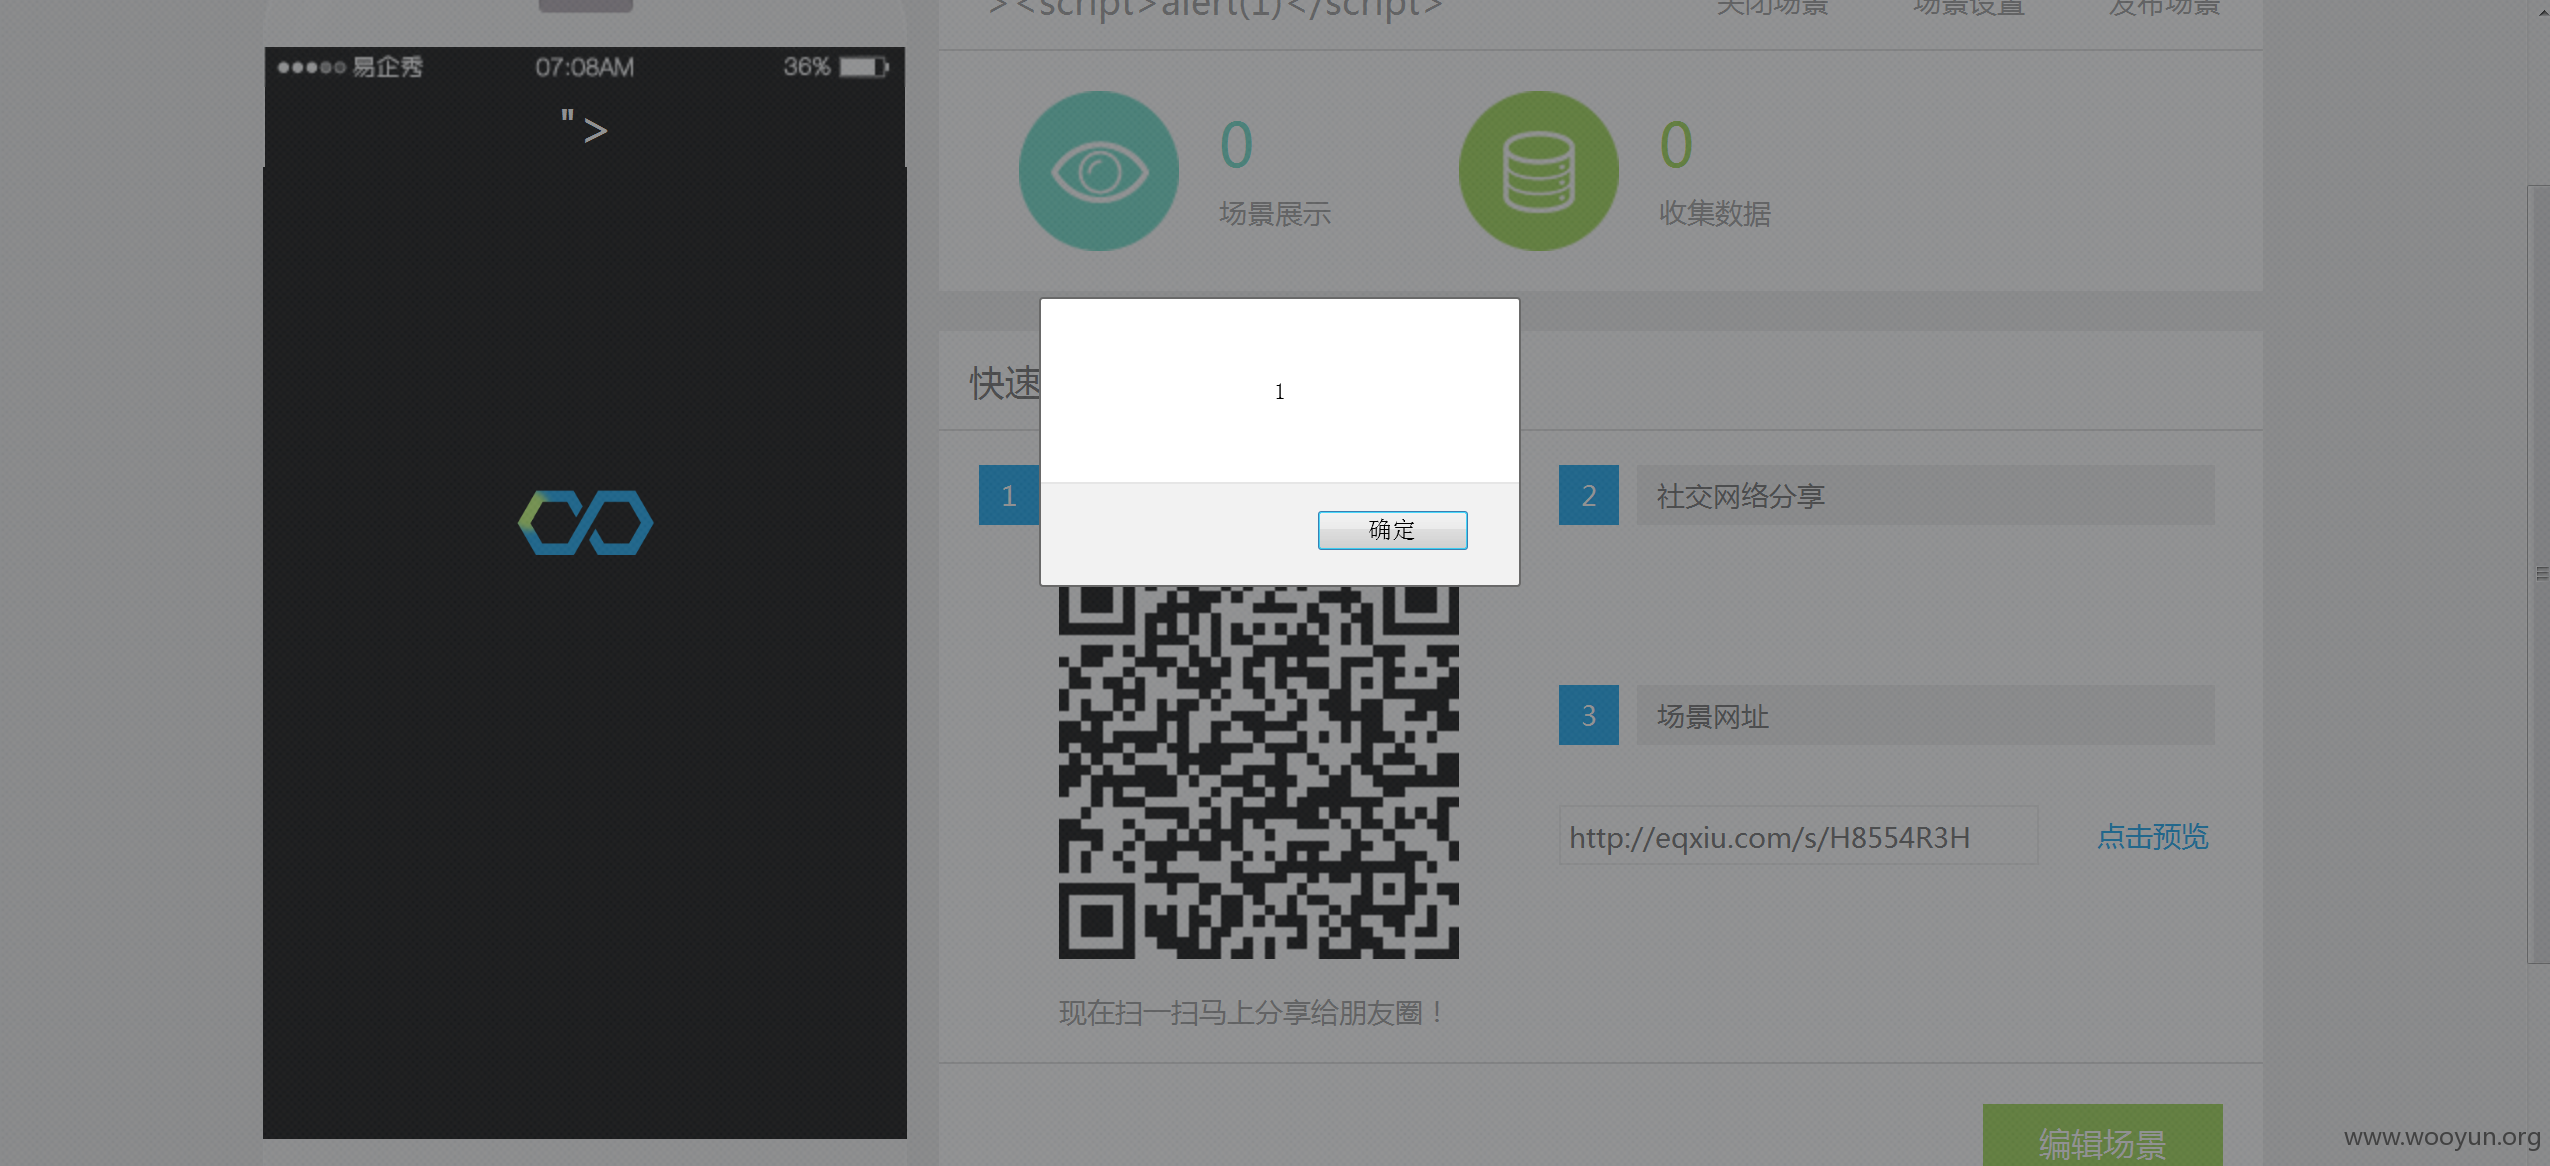 ><script>alert(1)</script>
关闭场景
场景设置
发布场景
易企秀
07:08AM
36%
">
0
场景展示
0
收集数据
快速
1
确定
1
2
社交网络分享
3
场景网址
http://eqxiu.com/s/H8554R3H
点击预览
现在扫一扫马上分享给朋友圈！
编辑场景
www.wooyun.org